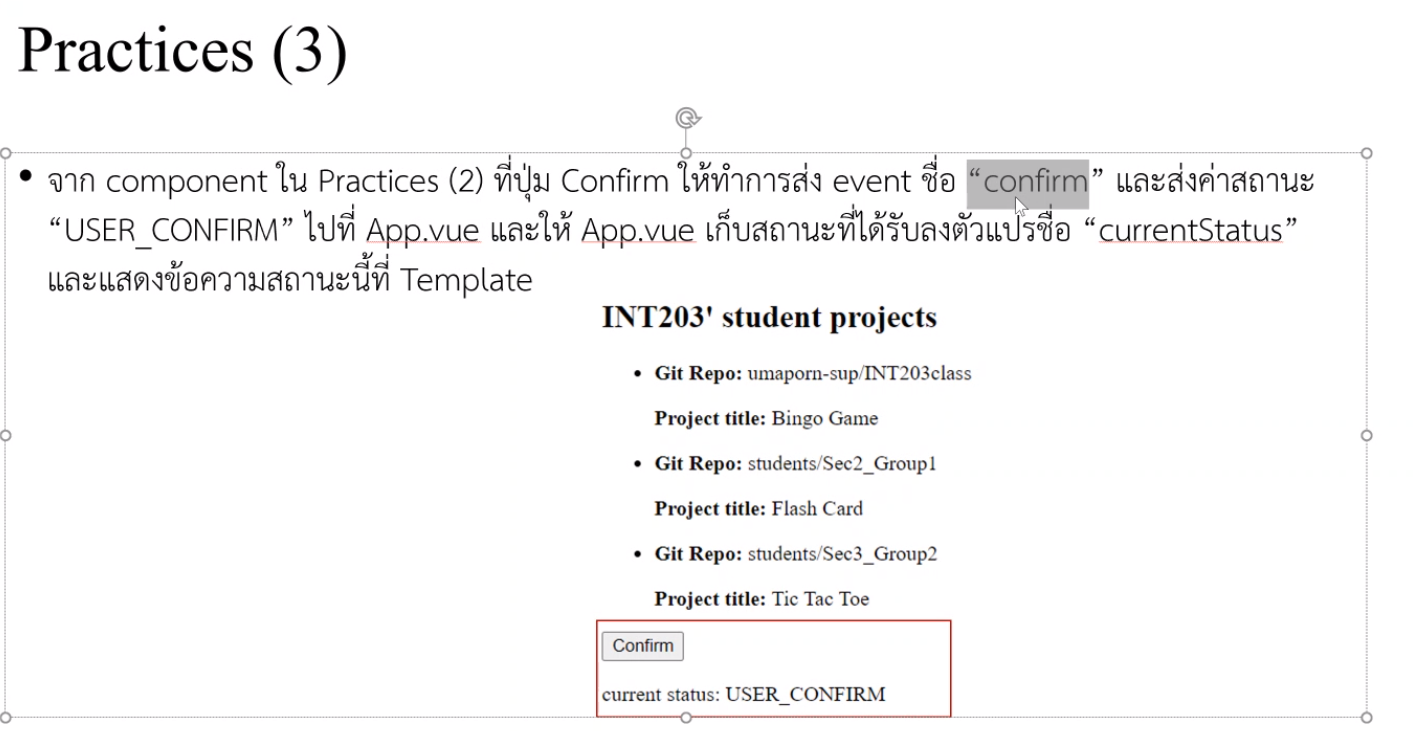 Practices (3)
• จาก component ใน Practices (2) ที่ปุ่ม Confirm ให้ทำการส่ง event ชื่อ “confirm” และส่งค่าสถานะ
“USER_CONFIRM” ไปที่ App.vue และให้ App.vue เก็บสถานะที่ได้รับลงตัวแปรชื่อ “currentStatus”
และแสดงข้อความสถานะนี้ที่ Template
INT203' student projects
• Git Repo: umaporn-sup/INT203class
Project title: Bingo Game
• Git Repo: students/Sec2_Group1
Project title: Flash Card
• Git Repo: students/Sec3_Group2
Project title: Tic Tac Toe
Confirm
current status: USER_CONFIRM